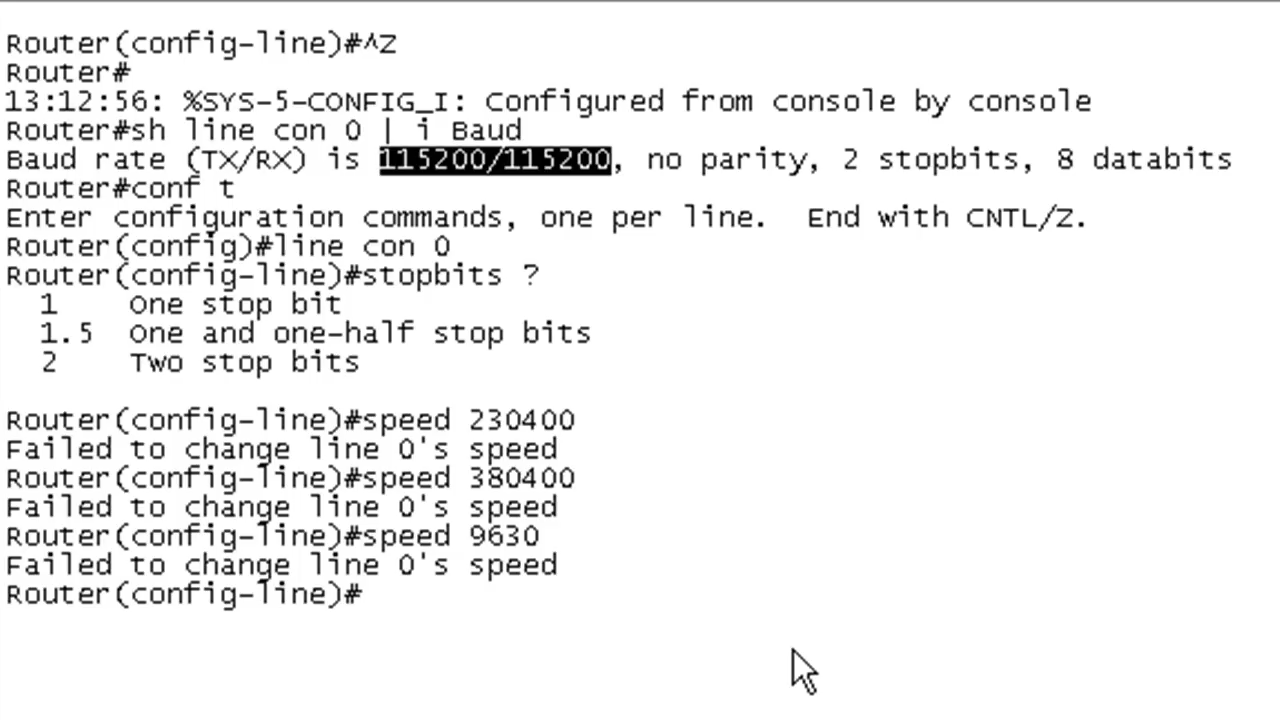 Router(config-line)#^Z
Router#
13:12:56: %SYS-5-CONFIG_I: Configured from console by console
Router#sh line con 0 | i Baud
Baud rate (TX/RX) is 115200/115200, no parity, 2 stopbits, 8 databits
Router#conf t
Enter configuration commands, one per line.  End with CNTL/Z.
Router(config)#line con 0
Router(config-line)#stopbits ?
  1    One stop bit
  1.5  One and one-half stop bits
  2    Two stop bits
Router(config-line)#speed 230400
Failed to change line 0's speed
Router(config-line)#speed 380400
Failed to change line 0's speed
Router(config-line)#speed 9630
Failed to change line 0's speed
Router(config-line)#